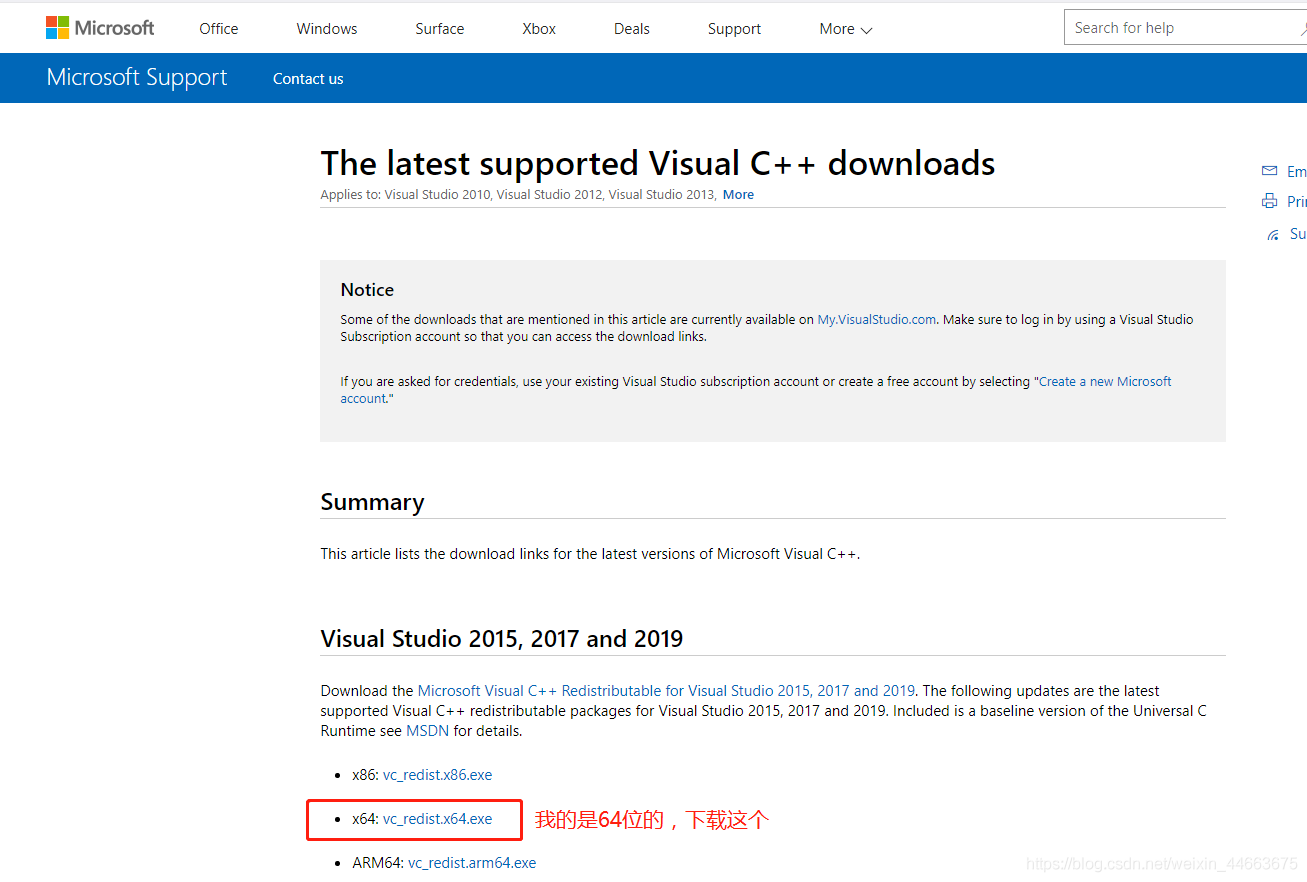 Microsoft Office Windows Surface Xbox Deals Support More Search for help
Microsoft Support Contact us
The latest supported Visual C++ downloads
Applies to: Visual Studio 2010, Visual Studio 2012, Visual Studio 2013, More
Em
Pri
Su
Notice
Some of the downloads that are mentioned in this article are currently available on My.VisualStudio.com. Make sure to log in by using a Visual Studio
Subscription account so that you can access the download links.
If you are asked for credentials, use your existing Visual Studio subscription account or create a free account by selecting "Create a new Microsoft
account."
Summary
This article lists the download links for the latest versions of Microsoft Visual C++.
Visual Studio 2015, 2017 and 2019
Download the Microsoft Visual C++ Redistributable for Visual Studio 2015, 2017 and 2019. The following updates are the latest
supported Visual C++ redistributable packages for Visual Studio 2015, 2017 and 2019. Included is a baseline version of the Universal C
Runtime see MSDN for details.
• x86: vc_redist.x86.exe
• x64: vc_redist.x64.exe 我的是64位的，下载这个
• ARM64: vc_redist.arm64.exe
https://blog.csdn.net/weixin_44663675